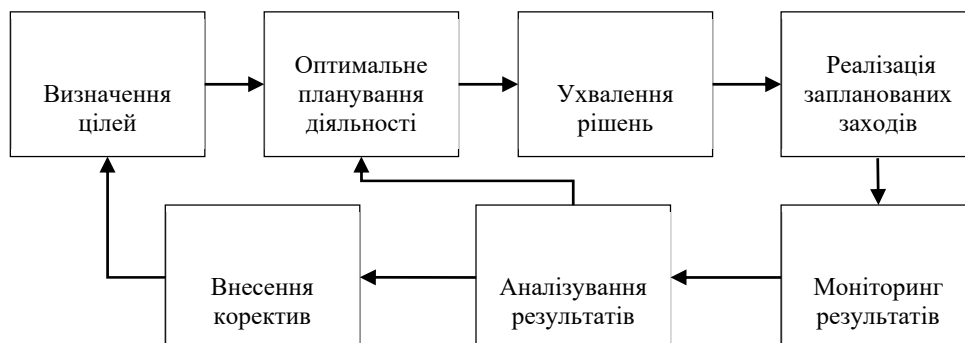 Визначення
цілей
Оптимальне
планування
діяльності
Ухвалення
рішень
Реалізація
запланованих
заходів
Внесення
коректив
Аналізування
результатів
Моніторинг
результатів